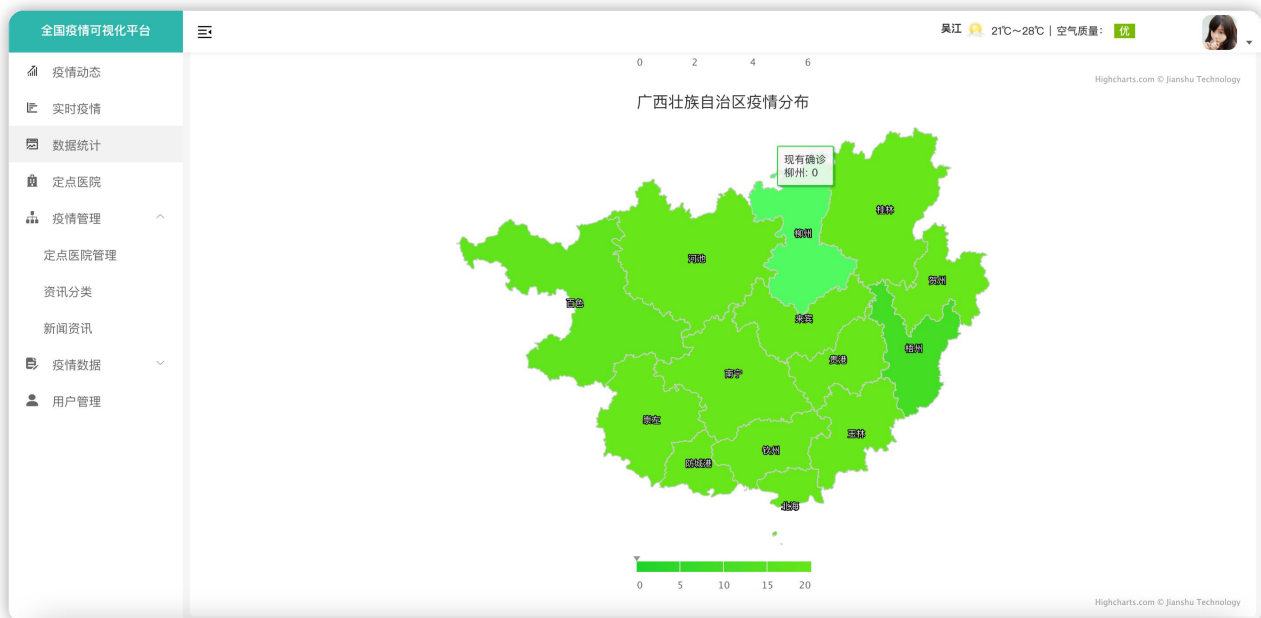 全国疫情可视化平台
吴江 21℃～28℃ | 空气质量： 优
疫情动态
实时疫情
数据统计
定点医院
疫情管理
定点医院管理
资讯分类
新闻资讯
疫情数据
用户管理
0 2 4 6
Highcharts.com © Jianshu Technology
广西壮族自治区疫情分布
现有确诊
柳州: 0
桂林
柳州
河池
贺州
百色
来宾
梧州
贵港
南宁
崇左
玉林
钦州
防城港
北海
0 5 10 15 20
Highcharts.com © Jianshu Technology